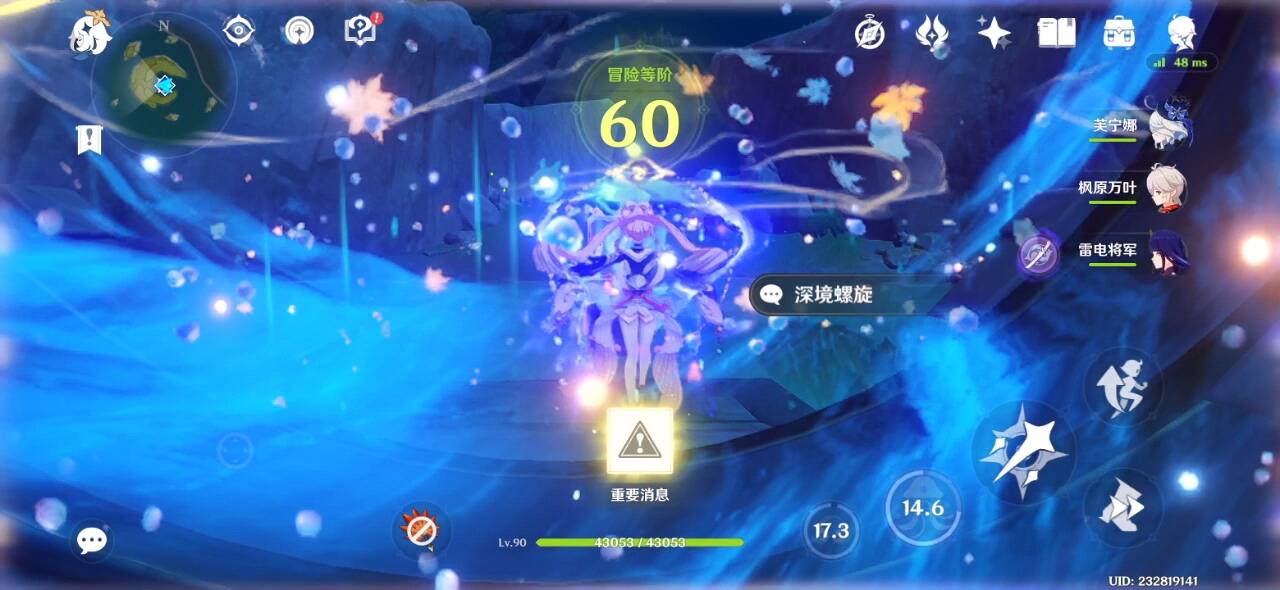 N
冒险等阶
60
48 ms
芙宁娜
枫原万叶
雷电将军
深境螺旋
重要消息
Lv.90
43053 / 43053
17.3
14.6
UID: 232819141